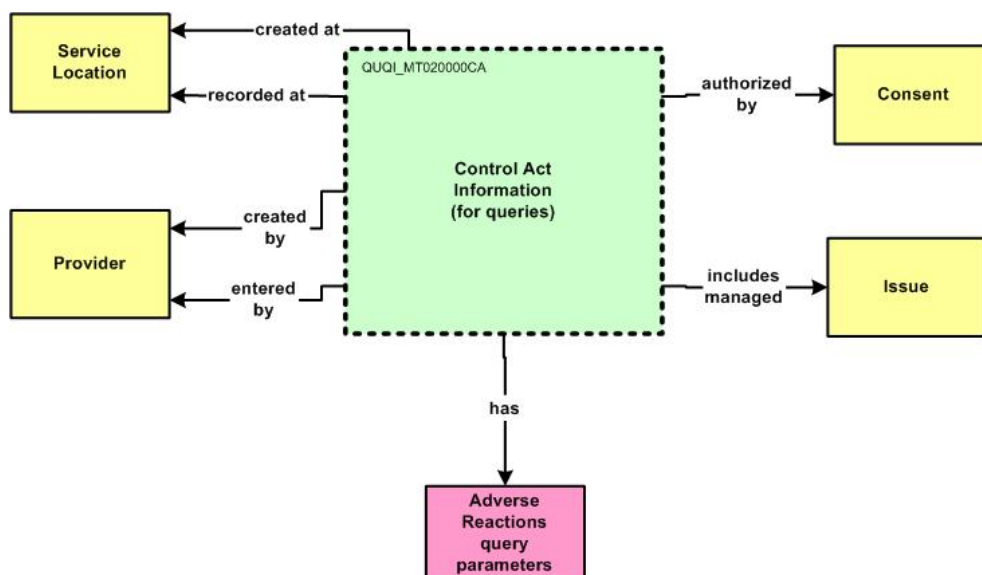 created at
Service
Location
QUQI_MT020000CA
recorded at
authorized
by
Consent
Control Act
Information
(for queries)
created
by
Provider
entered
by
includes
managed
Issue
has
Adverse
Reactions
query
parameters